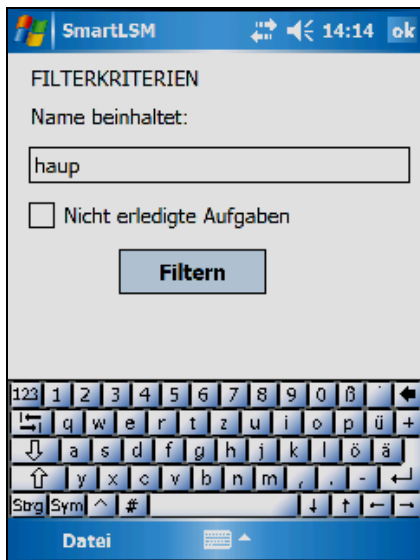 SmartLSM 14:14 ok
FILTERKRITERIEN
Name beinhaltet:
haup
Nicht erledigte Aufgaben
Filtern
123 1 2 3 4 5 6 7 8 9 0 ß ´
q w e r t z u i o p ü +
a s d f g h j k l ö ä
y x c v b n m , . -
Strg Sym ^ #
Datei